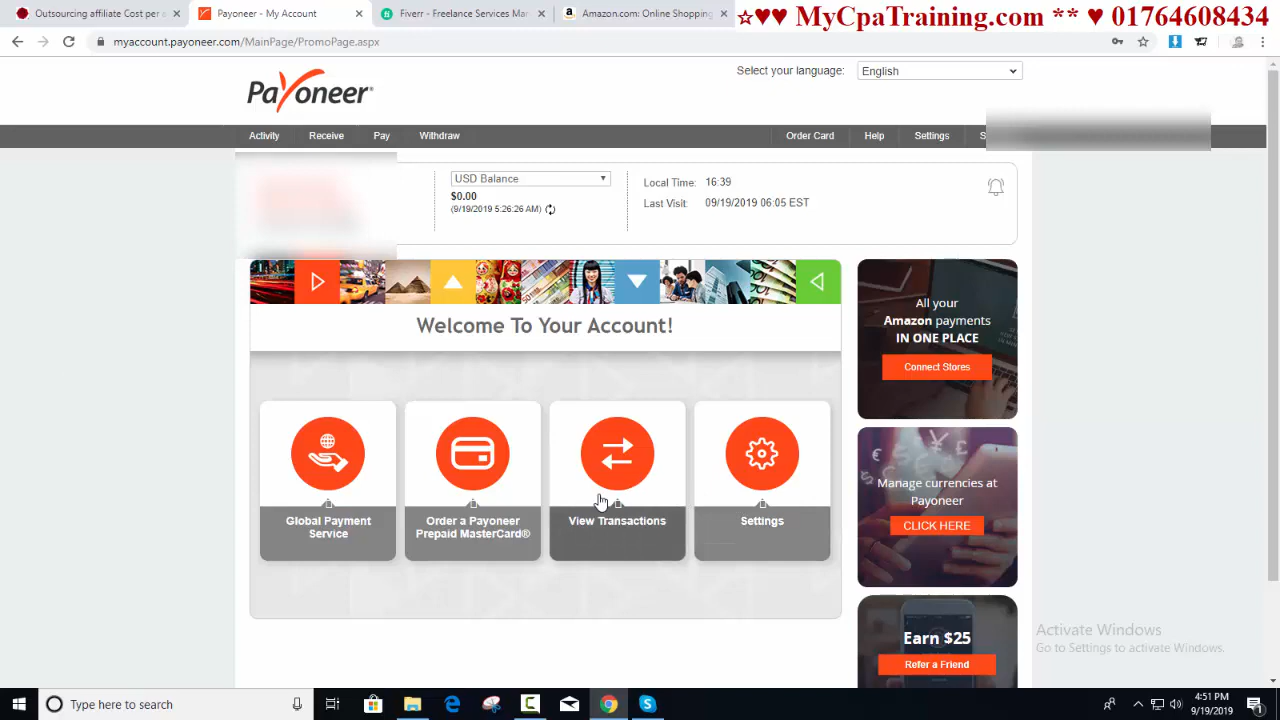 Outsourcing affiliate Cost per a
Payoneer - My Account
Fiverr - Freelance Services Mar
Amazon.com Online Shopping
☆♥♥ MyCpaTraining.com ** ♥ 01764608434
myaccount.payoneer.com/MainPage/PromoPage.aspx
Select your language: English
Payoneer
Activity Receive Pay Withdraw Order Card Help Settings
USD Balance
$0.00
(9/19/2019 5:26:26 AM)
Local Time: 16:39
Last Visit: 09/19/2019 06:05 EST
Welcome To Your Account!
Global Payment
Service
Order a Payoneer
Prepaid MasterCard®
View Transactions
Settings
All your
Amazon payments
IN ONE PLACE
Connect Stores
Manage currencies at
Payoneer
CLICK HERE
Earn $25
Refer a Friend
Activate Windows
Go to Settings to activate Windows.
Type here to search
4:51 PM
9/19/2019
1